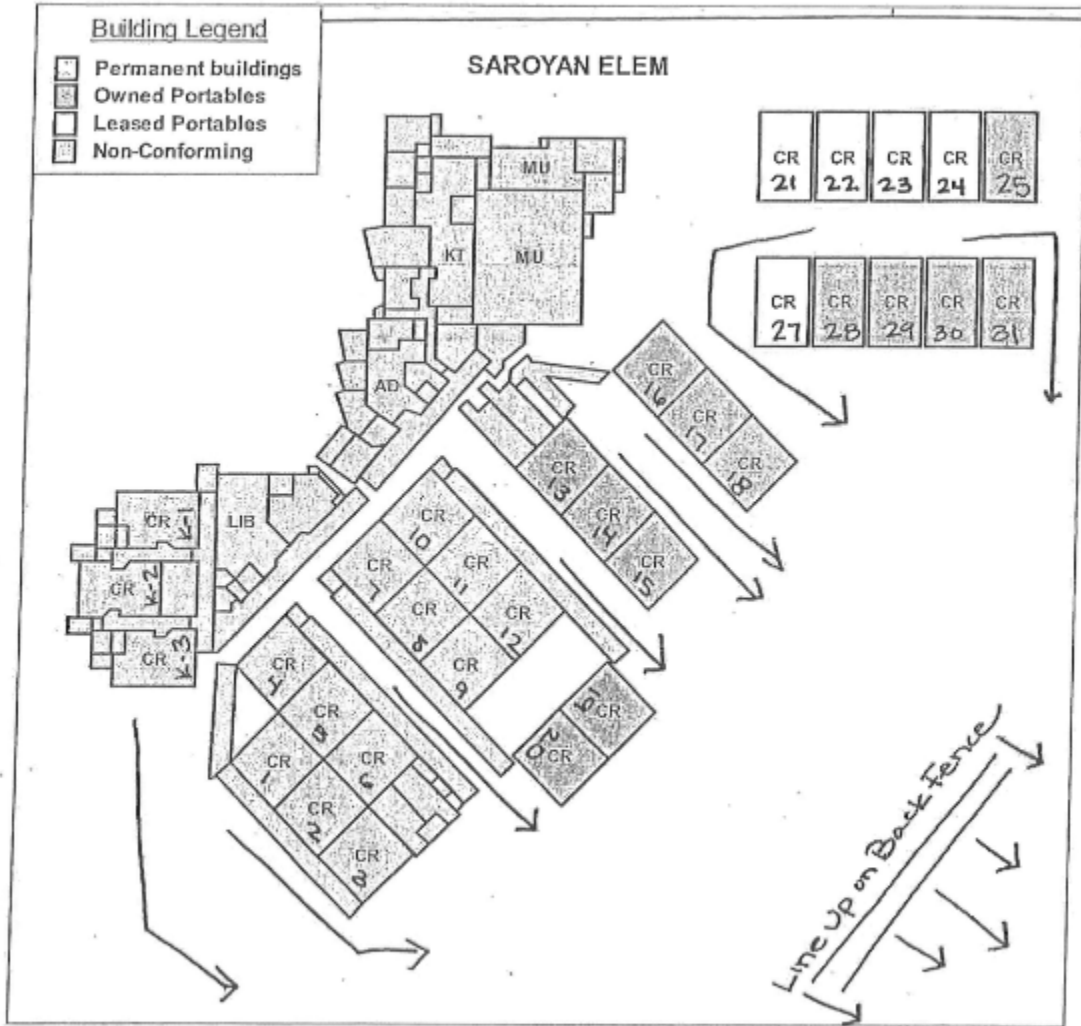 Building Legend
Permanent buildings
Owned Portables
Leased Portables
Non-Conforming
SAROYAN ELEM
CR 21
CR 22
CR 23
CR 24
CR 25
MU
KT
MU
CR 27
CR 28
CR 29
CR 30
CR 31
AD
CR 16
CR 17
CR 18
CR 13
CR 14
CR 15
LIB
CR K-1
CR K-2
CR K-3
CR 10
CR 11
CR 12
CR 7
CR 8
CR 9
CR 19
CR 20
CR 4
CR 5
CR 6
CR 1
CR 2
CR 3
Line Up on Back Fence